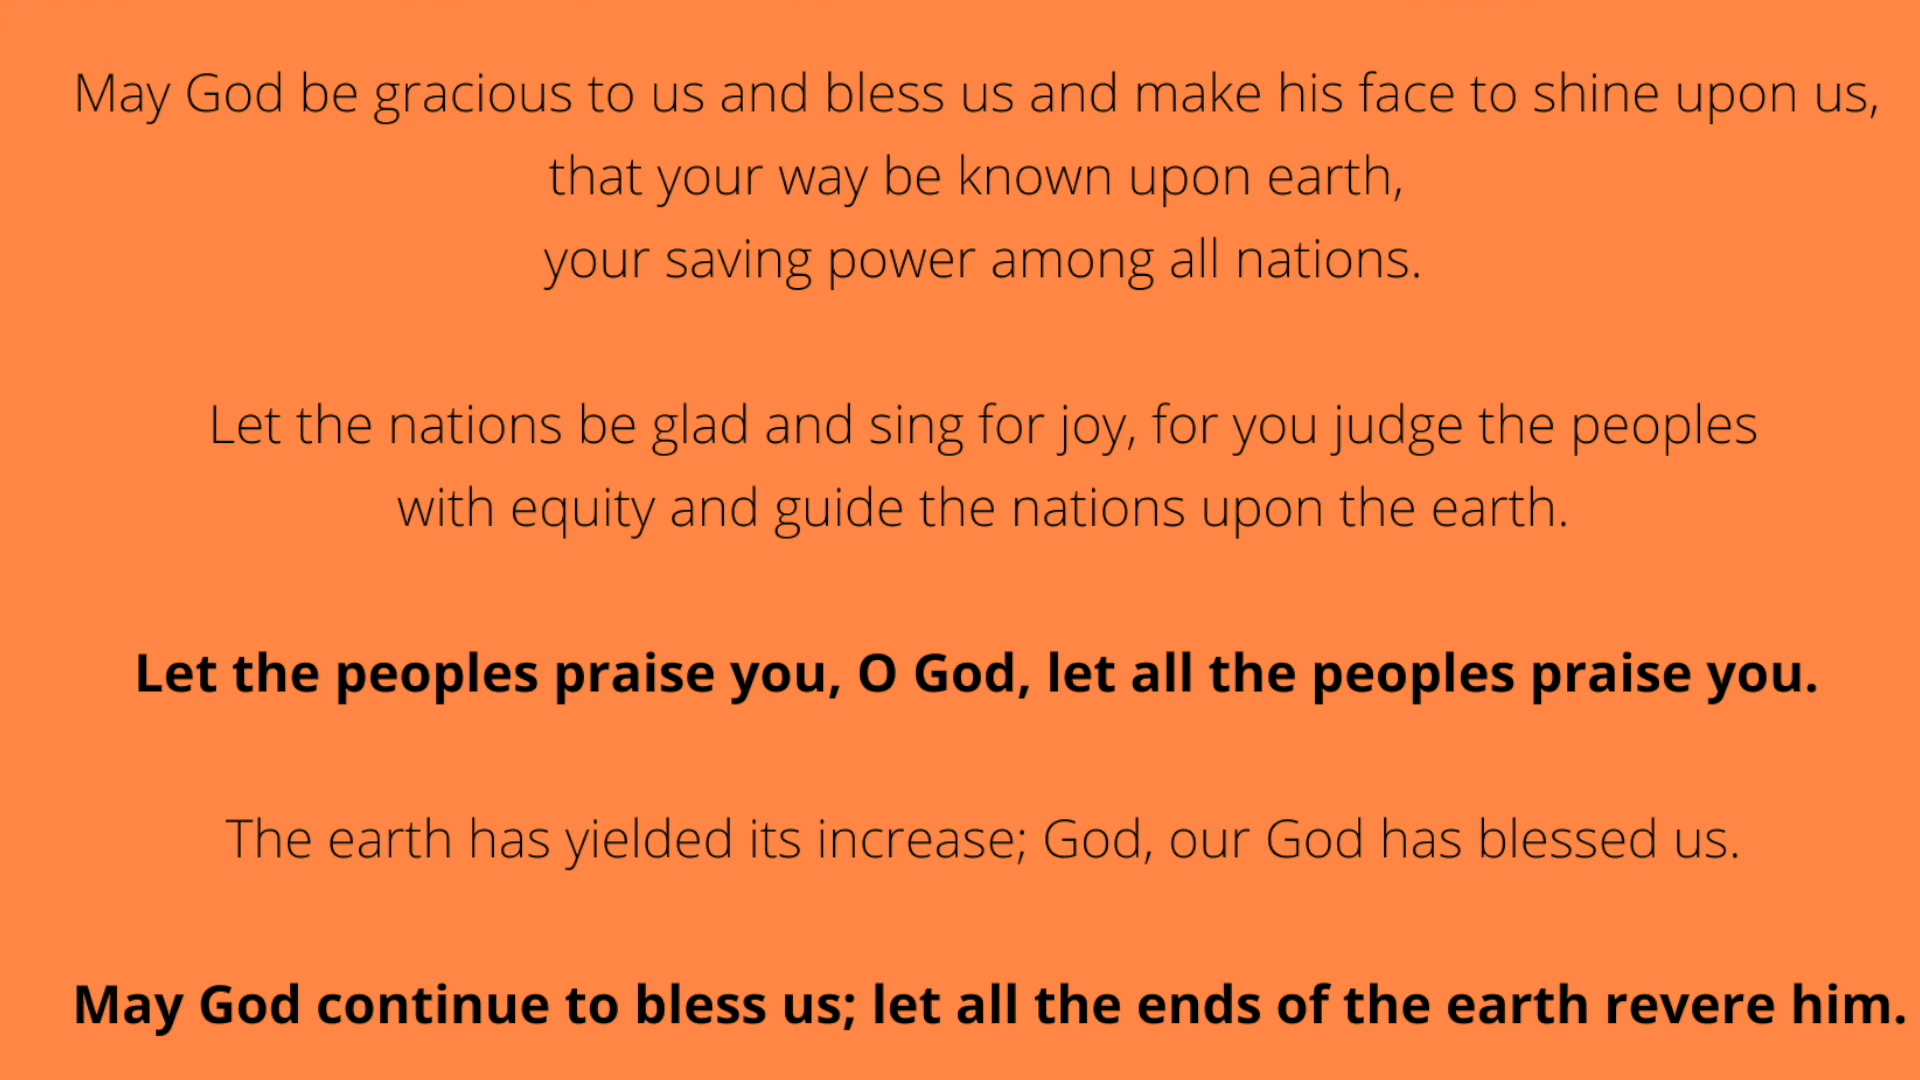 May God be gracious to us and bless us and make his face to shine upon us,
that your way be known upon earth,
your saving power among all nations.
Let the nations be glad and sing for joy, for you judge the peoples
with equity and guide the nations upon the earth.
Let the peoples praise you, O God, let all the peoples praise you.
The earth has yielded its increase; God, our God has blessed us.
May God continue to bless us; let all the ends of the earth revere him.